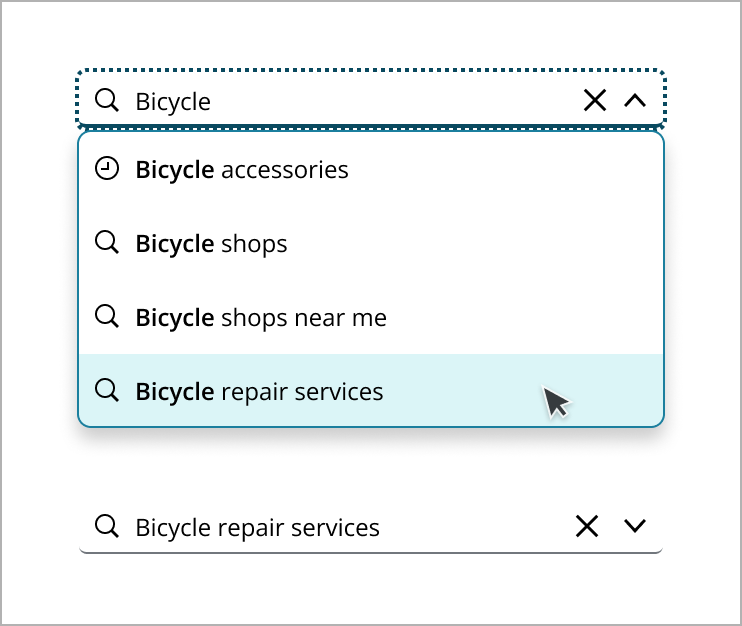 Bicycle
Bicycle accessories
Bicycle shops
Bicycle shops near me
Bicycle repair services
Bicycle repair services